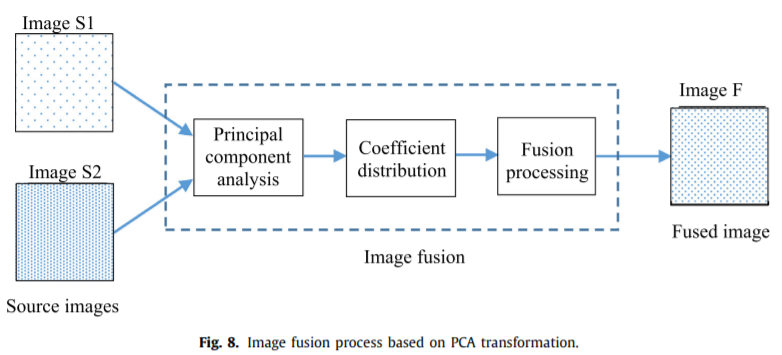 Image S1
Image S2
Source images
Principal
component
analysis
Coefficient
distribution
Fusion
processing
Image fusion
Image F
Fused image
Fig. 8. Image fusion process based on PCA transformation.